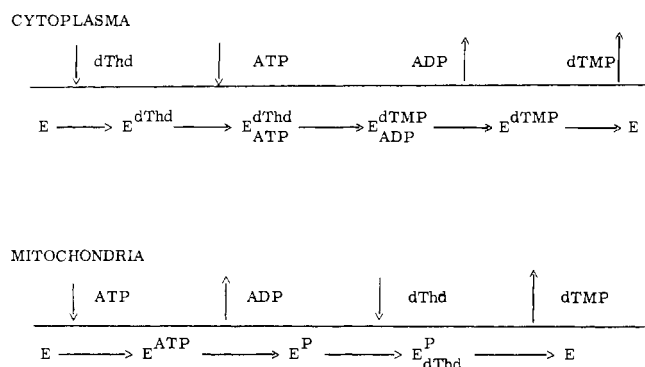 CYTOPLASMA
dThd ATP ADP dTMP
E E^dThd E^dThd_ATP E^dTMP_ADP E^dTMP E
MITOCHONDRIA
ATP ADP dThd dTMP
E E^ATP E^P E^P_dThd E